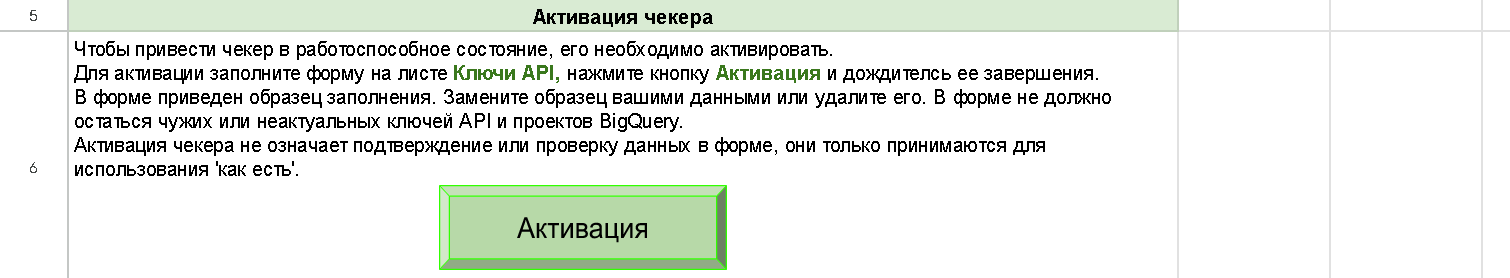 5
Активация чекера
Чтобы привести чекер в работоспособное состояние, его необходимо активировать.
Для активации заполните форму на листе Ключи API, нажмите кнопку Активация и дождителсь ее завершения.
В форме приведен образец заполнения. Замените образец вашими данными или удалите его. В форме не должно
остаться чужих или неактуальных ключей API и проектов BigQuery.
Активация чекера не означает подтверждение или проверку данных в форме, они только принимаются для
6
использования 'как есть'.
Активация